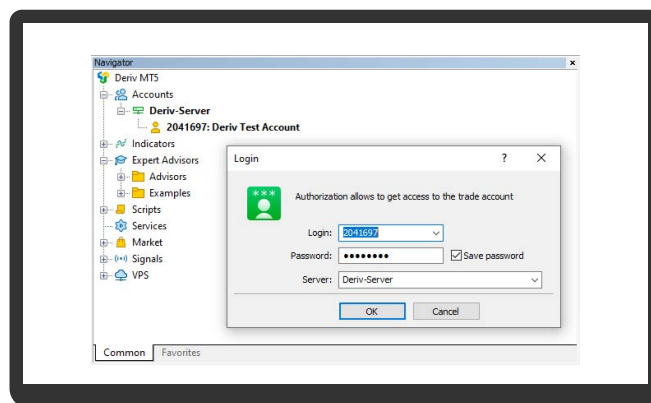 Navigator
Deriv MT5
Accounts
Deriv-Server
2041697: Deriv Test Account
Indicators
Expert Advisors
Advisors
Examples
Scripts
Services
Market
Signals
VPS
Common Favorites
Login ?
Authorization allows to get access to the trade account
Login: 2041697
Password: ●●●●●●●● Save password
Server: Deriv-Server
OK Cancel